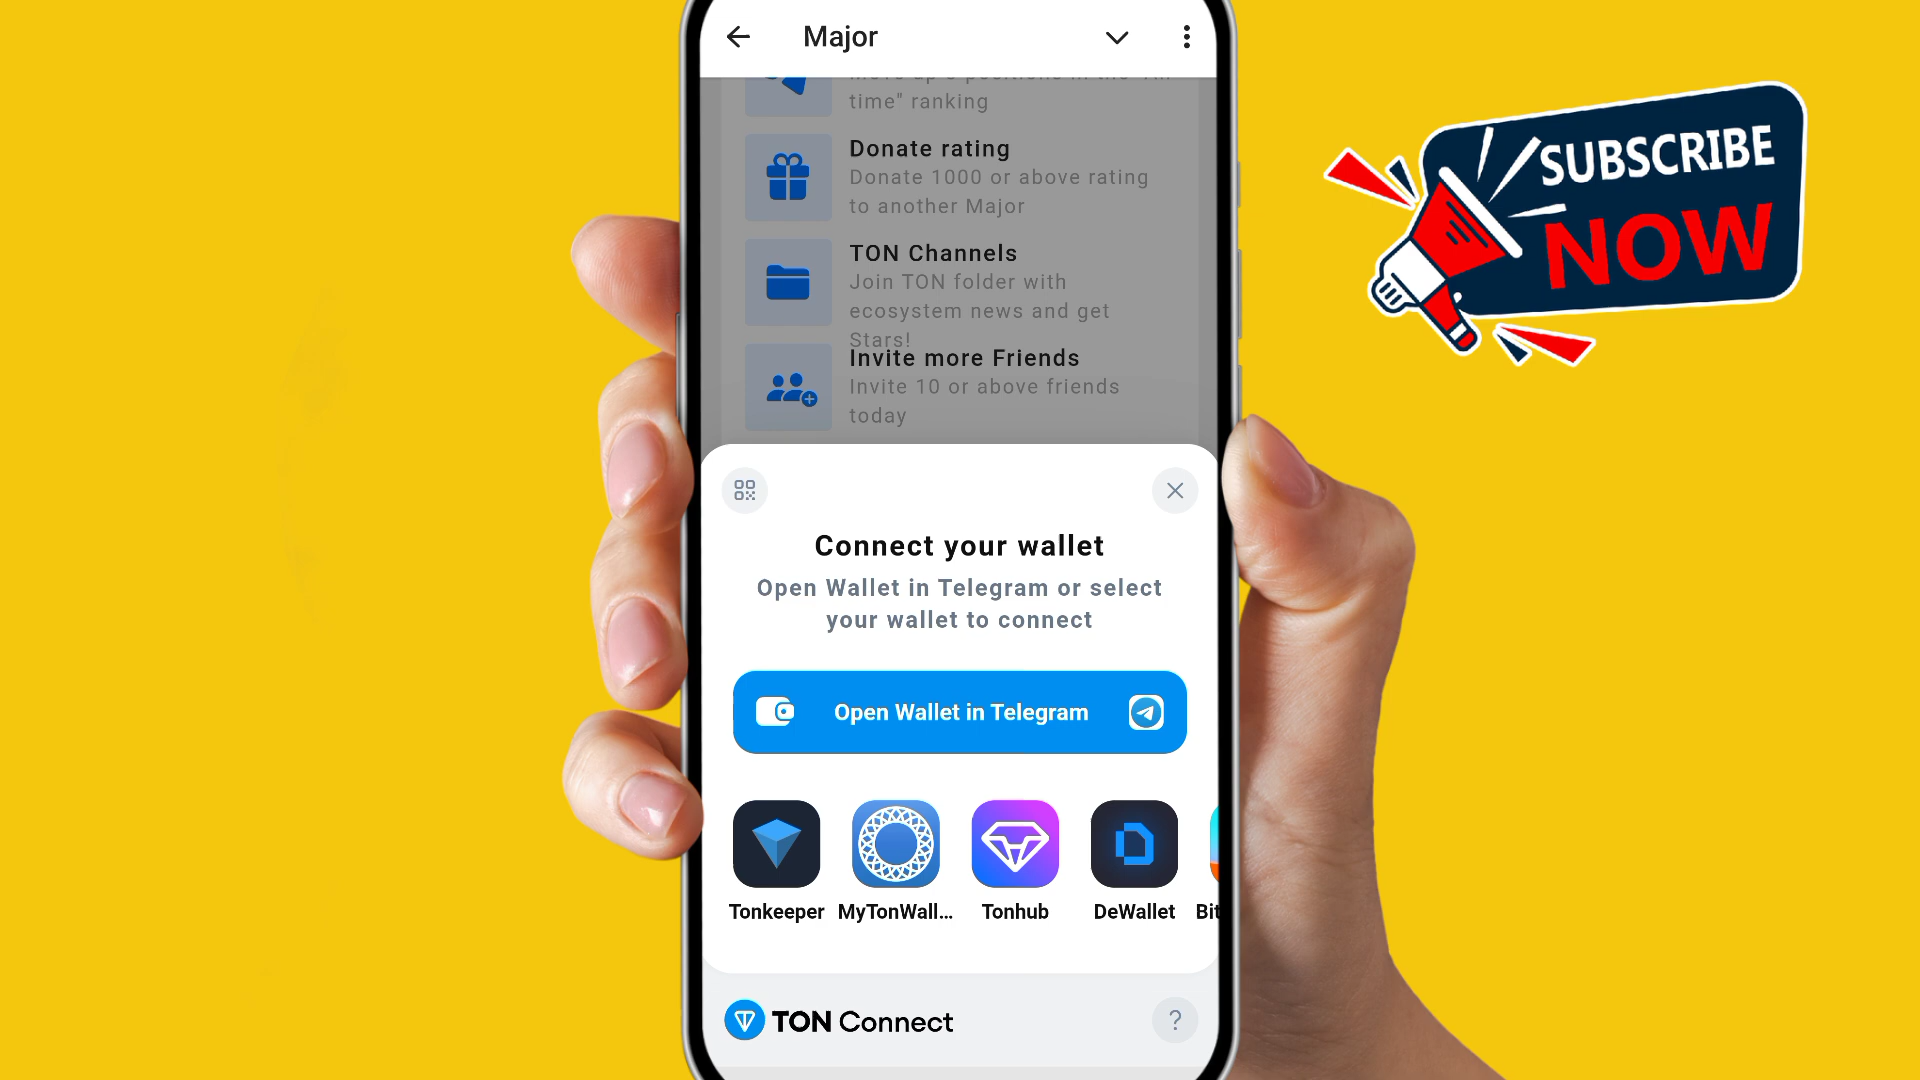 Major
time" ranking
Donate rating
Donate 1000 or above rating
to another Major
TON Channels
Join TON folder with
ecosystem news and get
Stars!
Invite more Friends
Invite 10 or above friends
today
Connect your wallet
Open Wallet in Telegram or select
your wallet to connect
Open Wallet in Telegram
Tonkeeper
MyTonWall...
Tonhub
DeWallet
Bit
TON Connect
?
SUBSCRIBE
NOW